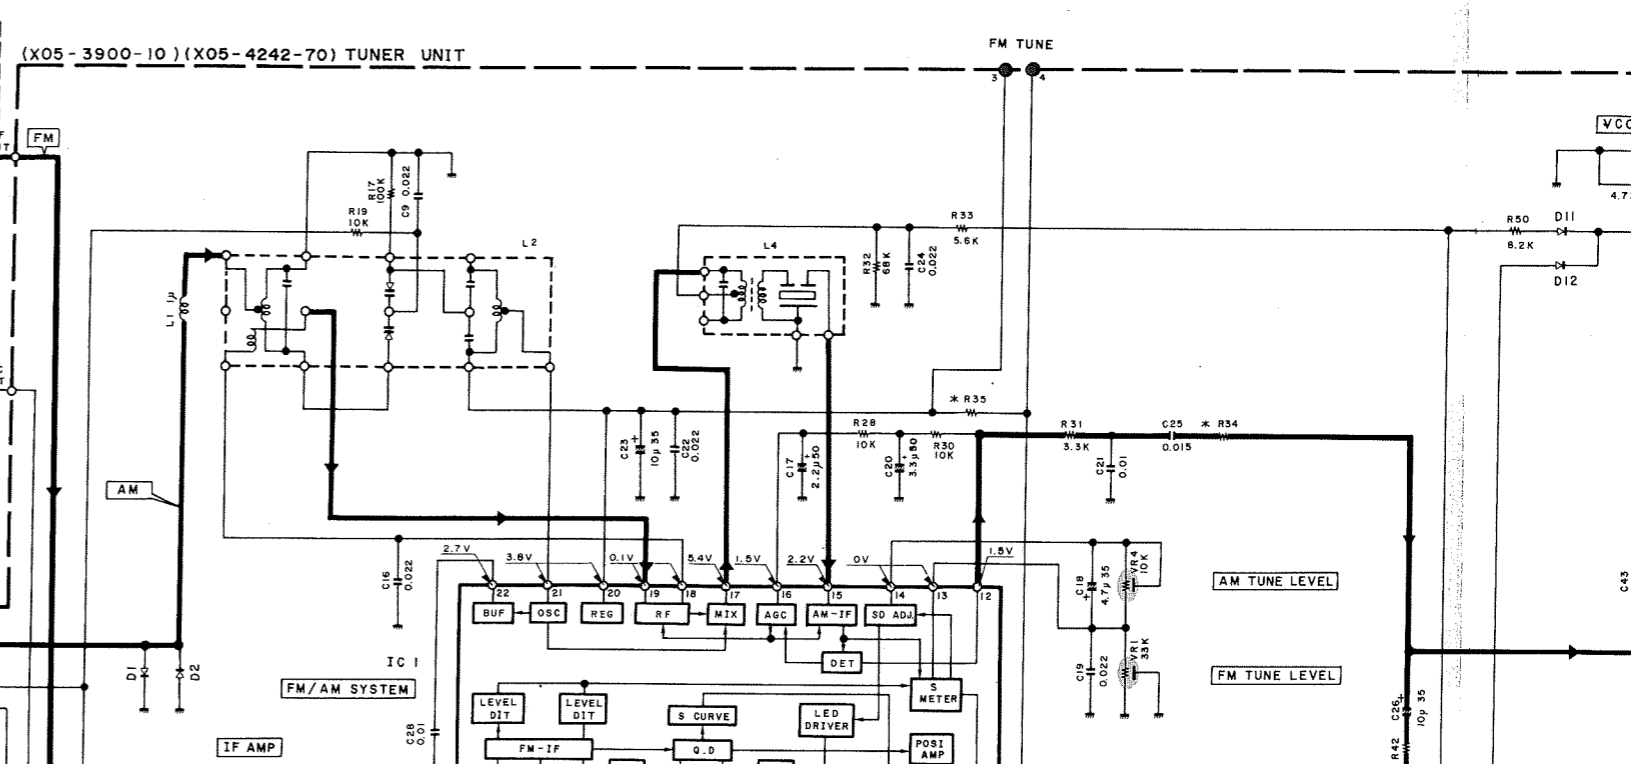 FM TUNE
(X05-3900-10)(X05-4242-70) TUNER UNIT
3
4
FM
VCO
4.7
R17
100K
C9 0.022
R19
10K
L2
L4
R33
5.6K
R32
68K
C24
0.022
R50
8.2K
D11
D12
L1 1μ
* R35
C23
10μ 35
C22
0.022
R28
10K
C17
2.2μ50
C20
3.3μ50
R30
10K
R31
3.3K
C25
0.015
* R34
C21
0.01
AM
C16
0.022
2.7V
3.8V
0.1V
5.4V
1.5V
2.2V
0V
1.5V
22
21
20
19
18
17
16
15
14
13
12
BUF
OSC
REG
RF
MIX
AGC
AM-IF
SD ADJ.
DET
S
METER
C18
4.7μ 35
VR4
10K
AM TUNE LEVEL
C19
0.022
VR1
33K
FM TUNE LEVEL
C43
D1
D2
IC1
FM/AM SYSTEM
LEVEL
DIT
LEVEL
DIT
S CURVE
LED
DRIVER
C28
0.01
IF AMP
FM-IF
Q.D
POSI
AMP
C26
10μ 35
R42